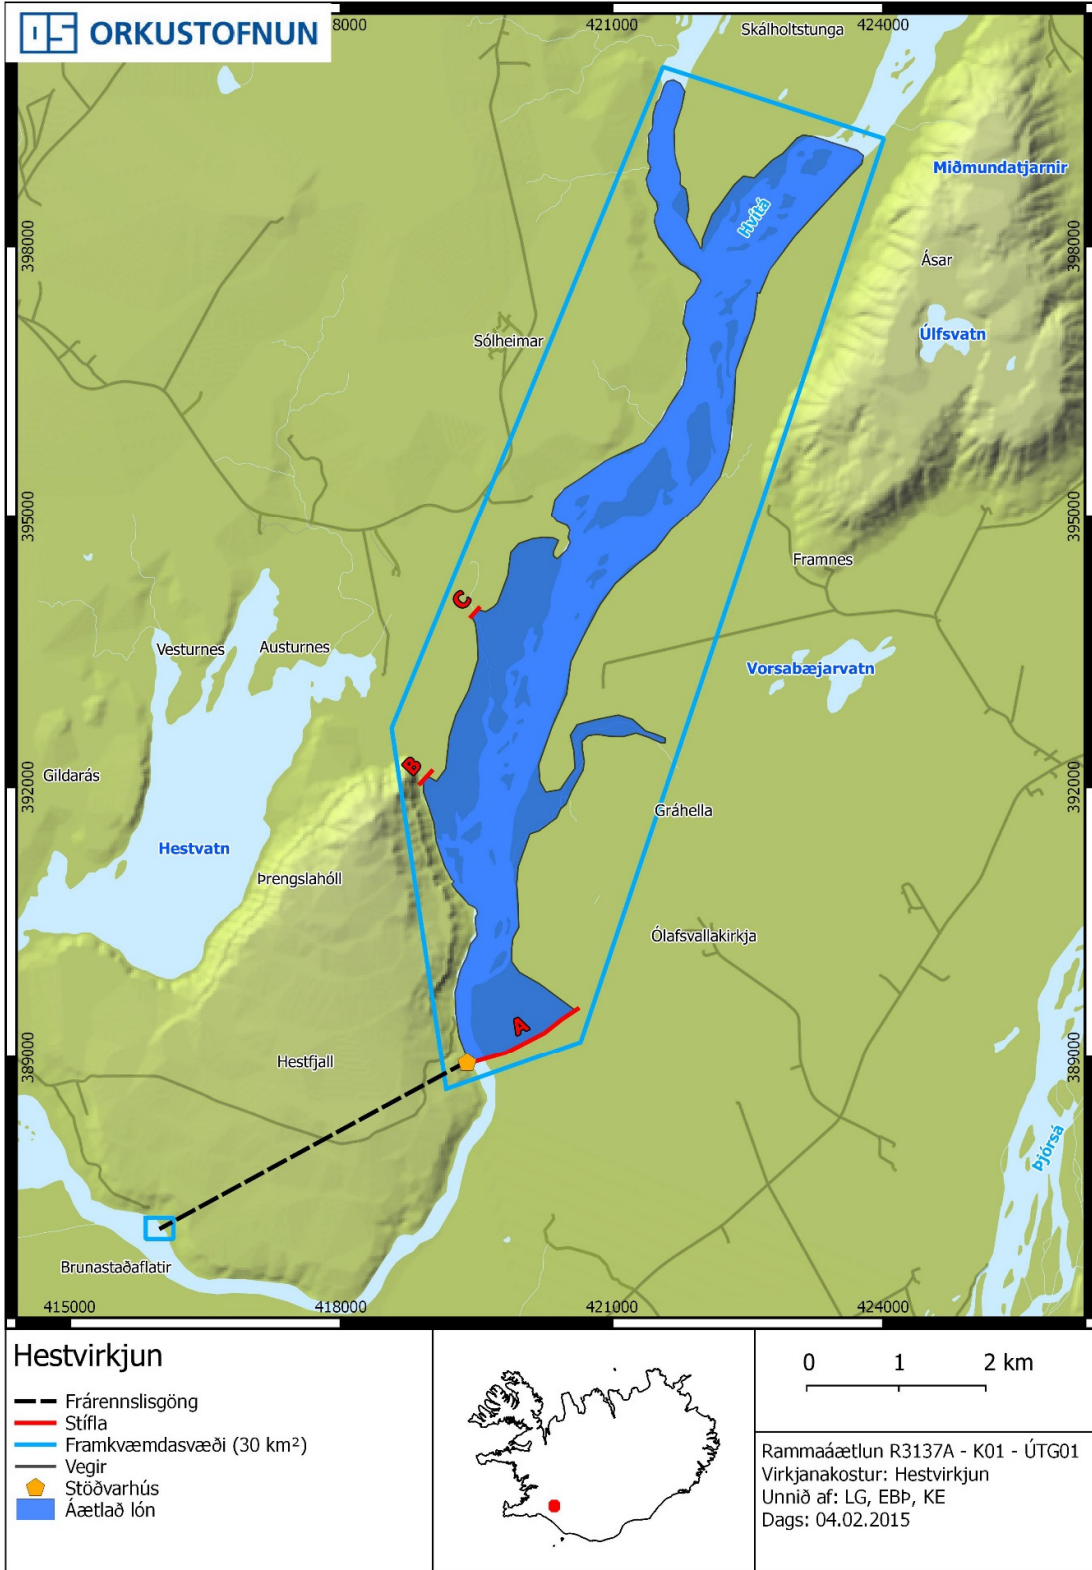 ORKUSTOFNUN
8000
421000
424000
Skálholtstunga
Miðmundatjarnir
Hvítá
398000
398000
Ásar
Úlfsvatn
Sólheimar
395000
395000
Framnes
C
Vesturnes
Austurnes
Vorsabæjarvatn
B
Gildarás
392000
392000
Gráhella
Hestvatn
Þrengslahóll
Ólafsvallakirkja
A
389000
389000
Hestfjall
Þjórsá
Brunastaðaflatir
415000
418000
421000
424000
Hestvirkjun
Frárennslisgöng
Stífla
Framkvæmdasvæði (30 km²)
Vegir
Stöðvarhús
Áætlað lón
0 1 2 km
Rammaáætlun R3137A - K01 - ÚTG01
Virkjanakostur: Hestvirkjun
Unnið af: LG, EBÞ, KE
Dags: 04.02.2015